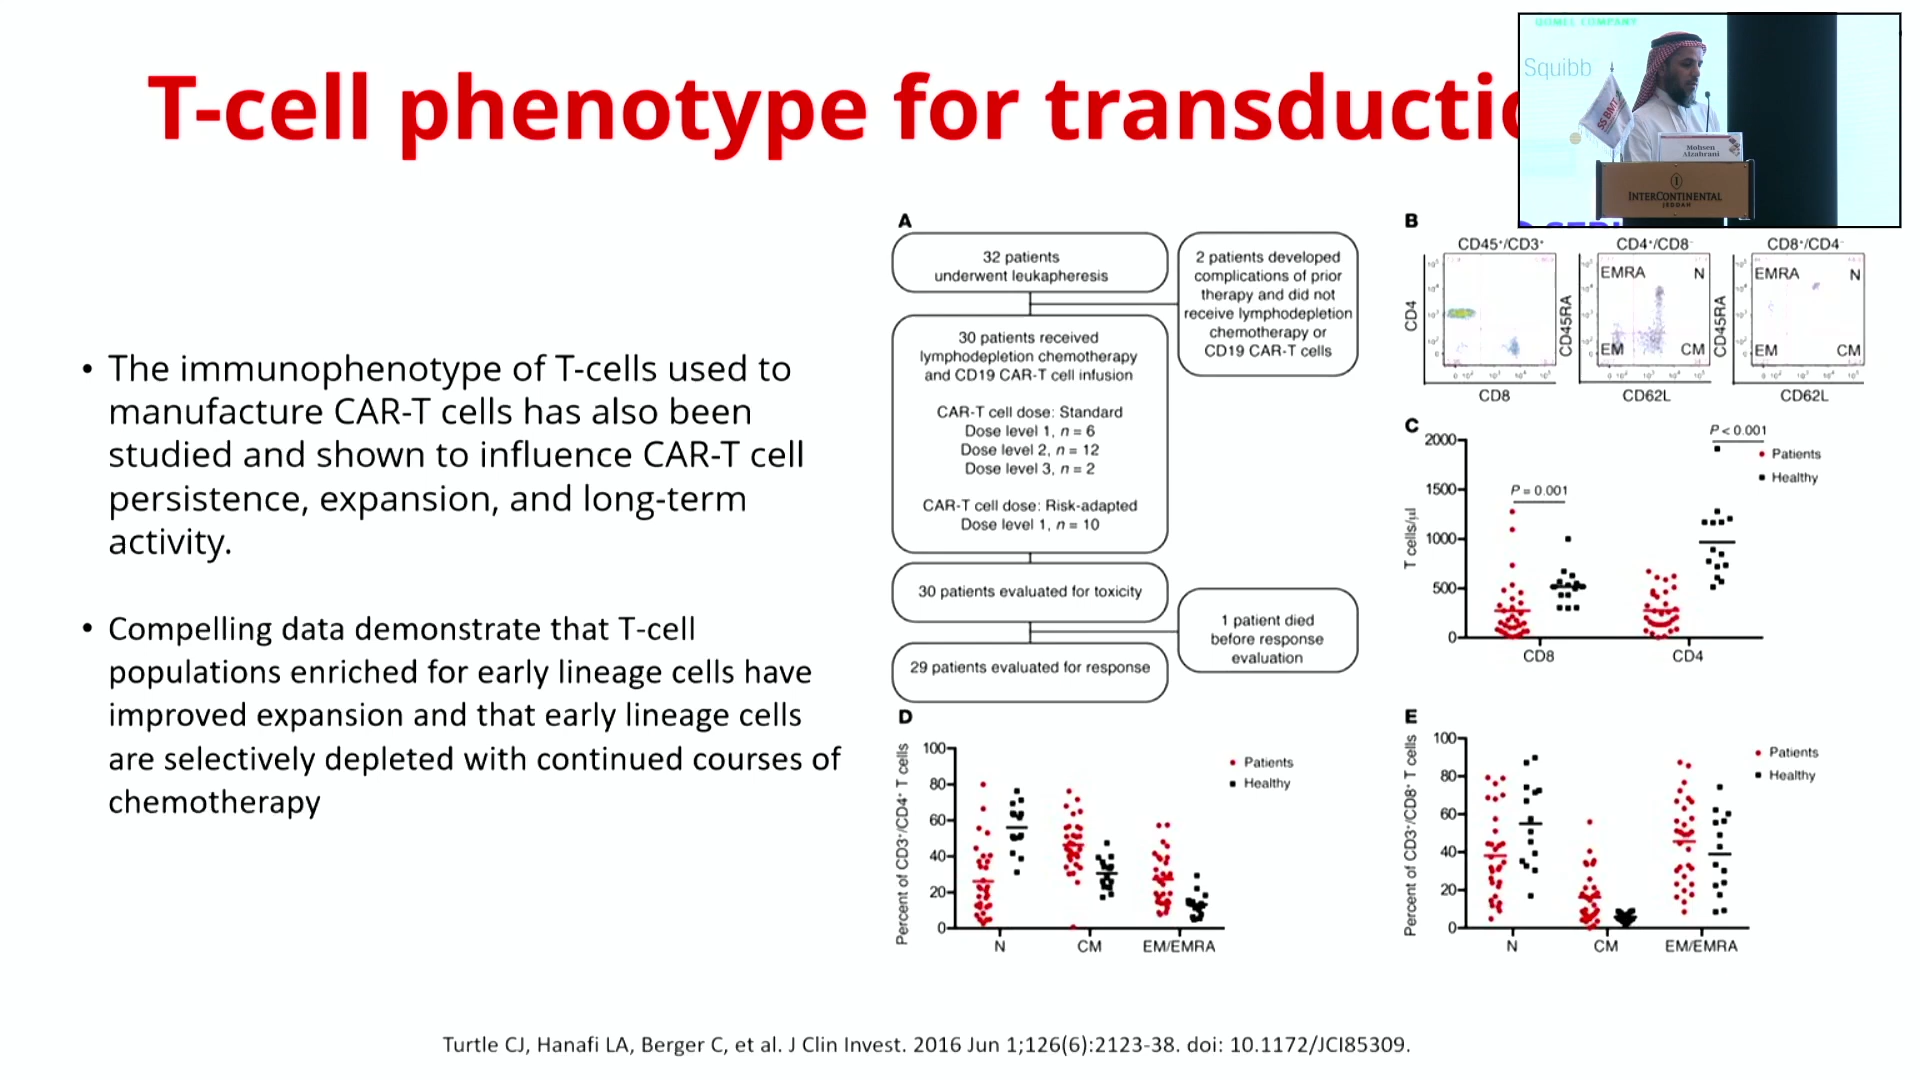 T-cell phenotype for transductio
QOMEL COMPANY
Squibb
SSBMT
Mohsen
Alzahrani
INTERCONTINENTAL
JEDDAH
• The immunophenotype of T-cells used to
manufacture CAR-T cells has also been
studied and shown to influence CAR-T cell
persistence, expansion, and long-term
activity.
• Compelling data demonstrate that T-cell
populations enriched for early lineage cells have
improved expansion and that early lineage cells
are selectively depleted with continued courses of
chemotherapy
A
32 patients
underwent leukapheresis
2 patients developed
complications of prior
therapy and did not
receive lymphodepletion
chemotherapy or
CD19 CAR-T cells
30 patients received
lymphodepletion chemotherapy
and CD19 CAR-T cell infusion
CAR-T cell dose: Standard
Dose level 1, n = 6
Dose level 2, n = 12
Dose level 3, n = 2
CAR-T cell dose: Risk-adapted
Dose level 1, n = 10
30 patients evaluated for toxicity
1 patient died
before response
evaluation
29 patients evaluated for response
B
CD45⁺/CD3⁺ CD4⁺/CD8⁻ CD8⁺/CD4⁻
CD4
CD8
CD45RA
EMRA N
EM CM
CD62L
CD45RA
EMRA N
EM CM
CD62L
C
T cells/µl
2000
1500
1000
500
0
P = 0.001
P < 0.001
Patients
Healthy
CD8 CD4
D
Percent of CD3⁺/CD4⁺ T cells
100
80
60
40
20
0
Patients
Healthy
N CM EM/EMRA
E
Percent of CD3⁺/CD8⁺ T cells
100
80
60
40
20
0
Patients
Healthy
N CM EM/EMRA
Turtle CJ, Hanafi LA, Berger C, et al. J Clin Invest. 2016 Jun 1;126(6):2123-38. doi: 10.1172/JCI85309.